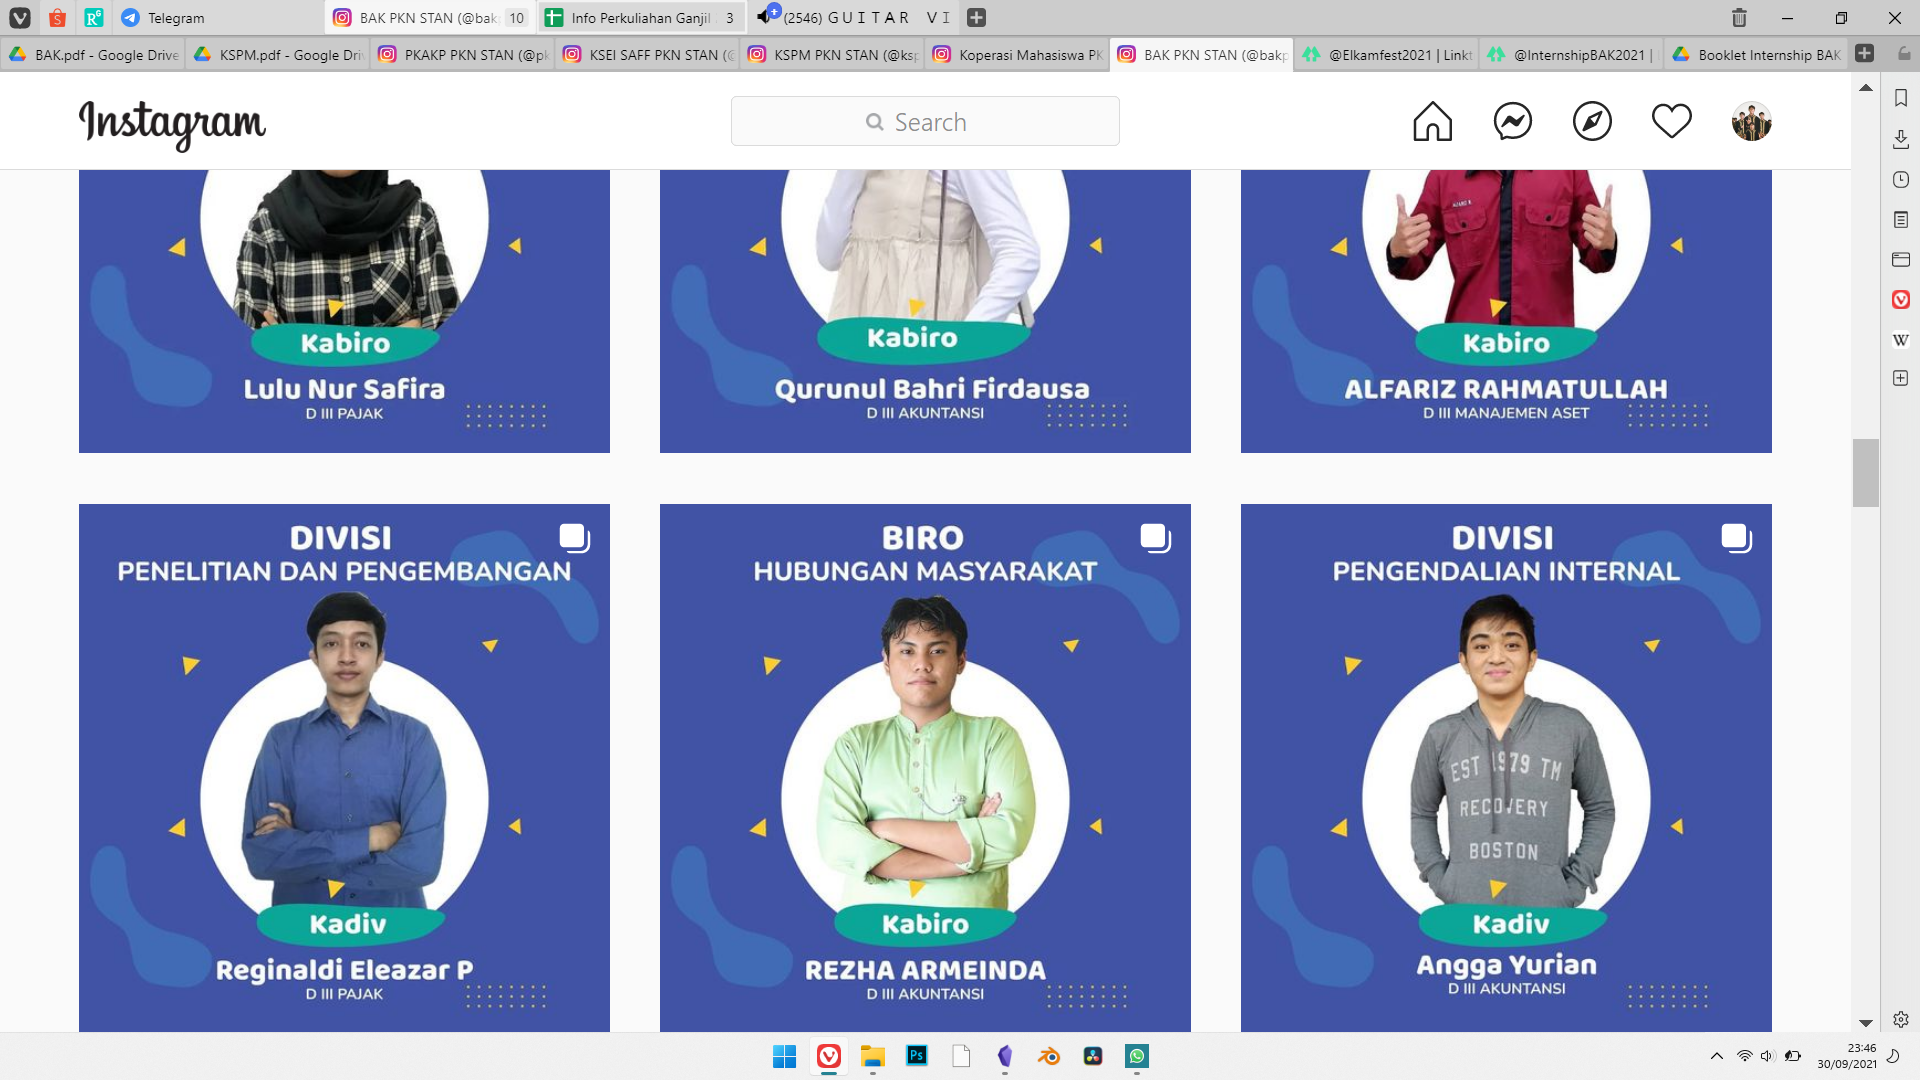 Telegram
BAK PKN STAN (@bak
10
Info Perkuliahan Ganjil
3
(2546) G U I T A R V I
BAK.pdf - Google Drive
KSPM.pdf - Google Dri
PKAKP PKN STAN (@pk
KSEI SAFF PKN STAN (@
KSPM PKN STAN (@ksp
Koperasi Mahasiswa PK
BAK PKN STAN (@bakp
@Elkamfest2021 | Linkt
@InternshipBAK2021 |
Booklet Internship BAK
Instagram
Search
Kabiro
Lulu Nur Safira
D III PAJAK
Kabiro
Qurunul Bahri Firdausa
D III AKUNTANSI
Kabiro
ALFARIZ RAHMATULLAH
D III MANAJEMEN ASET
DIVISI
PENELITIAN DAN PENGEMBANGAN
Kadiv
Reginaldi Eleazar P
D III PAJAK
BIRO
HUBUNGAN MASYARAKAT
Kabiro
REZHA ARMEINDA
D III AKUNTANSI
DIVISI
PENGENDALIAN INTERNAL
EST 1979 TM
RECOVERY
BOSTON
Kadiv
Angga Yurian
D III AKUNTANSI
W
Ps
23:46
30/09/2021